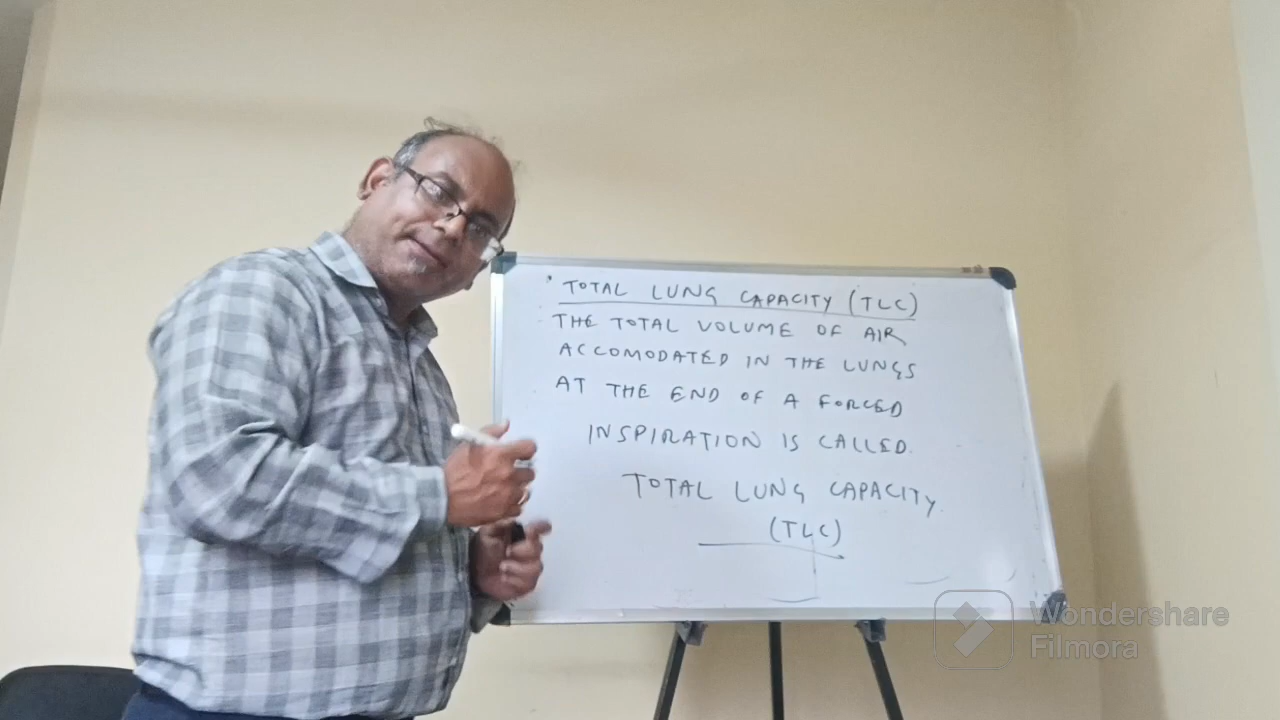 TOTAL LUNG CAPACITY (TLC)
THE TOTAL VOLUME OF AIR
ACCOMODATED IN THE LUNGS
AT THE END OF A FORCED
INSPIRATION IS CALLED.
TOTAL LUNG CAPACITY.
(TLC)
Wondershare
Filmora